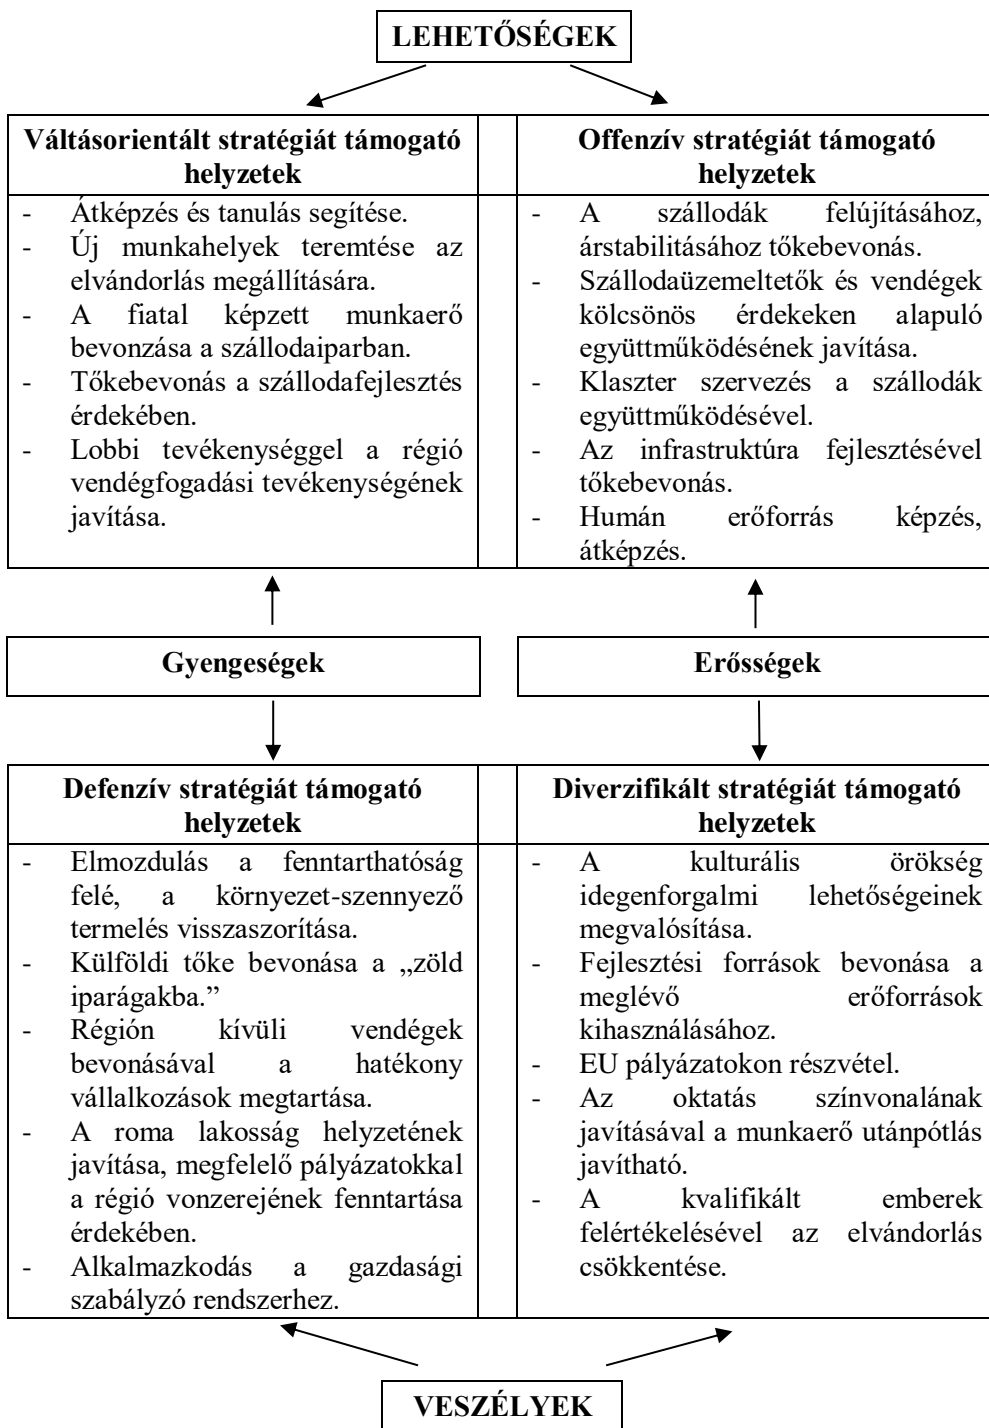 LEHETŐSÉGEK
Váltásorientált stratégiát támogató
helyzetek
- Átképzés és tanulás segítése.
- Új munkahelyek teremtése az
elvándorlás megállítására.
- A fiatal képzett munkaerő
bevonzása a szállodaiparban.
- Tőkebevonás a szállodafejlesztés
érdekében.
- Lobbi tevékenységgel a régió
vendégfogadási tevékenységének
javítása.
Offenzív stratégiát támogató
helyzetek
- A szállodák felújításához,
árstabilitásához tőkebevonás.
- Szállodaüzemeltetők és vendégek
kölcsönös érdekeken alapuló
együttműködésének javítása.
- Klaszter szervezés a szállodák
együttműködésével.
- Az infrastruktúra fejlesztésével
tőkebevonás.
- Humán erőforrás képzés,
átképzés.
Gyengeségek
Erősségek
Defenzív stratégiát támogató
helyzetek
- Elmozdulás a fenntarthatóság
felé, a környezet-szennyező
termelés visszaszorítása.
- Külföldi tőke bevonása a „zöld
iparágakba.”
- Régión kívüli vendégek
bevonásával a hatékony
vállalkozások megtartása.
- A roma lakosság helyzetének
javítása, megfelelő pályázatokkal
a régió vonzerejének fenntartása
érdekében.
- Alkalmazkodás a gazdasági
szabályzó rendszerhez.
Diverzifikált stratégiát támogató
helyzetek
- A kulturális örökség
idegenforgalmi lehetőségeinek
megvalósítása.
- Fejlesztési források bevonása a
meglévő erőforrások
kihasználásához.
- EU pályázatokon részvétel.
- Az oktatás színvonalának
javításával a munkaerő utánpótlás
javítható.
- A kvalifikált emberek
felértékelésével az elvándorlás
csökkentése.
VESZÉLYEK